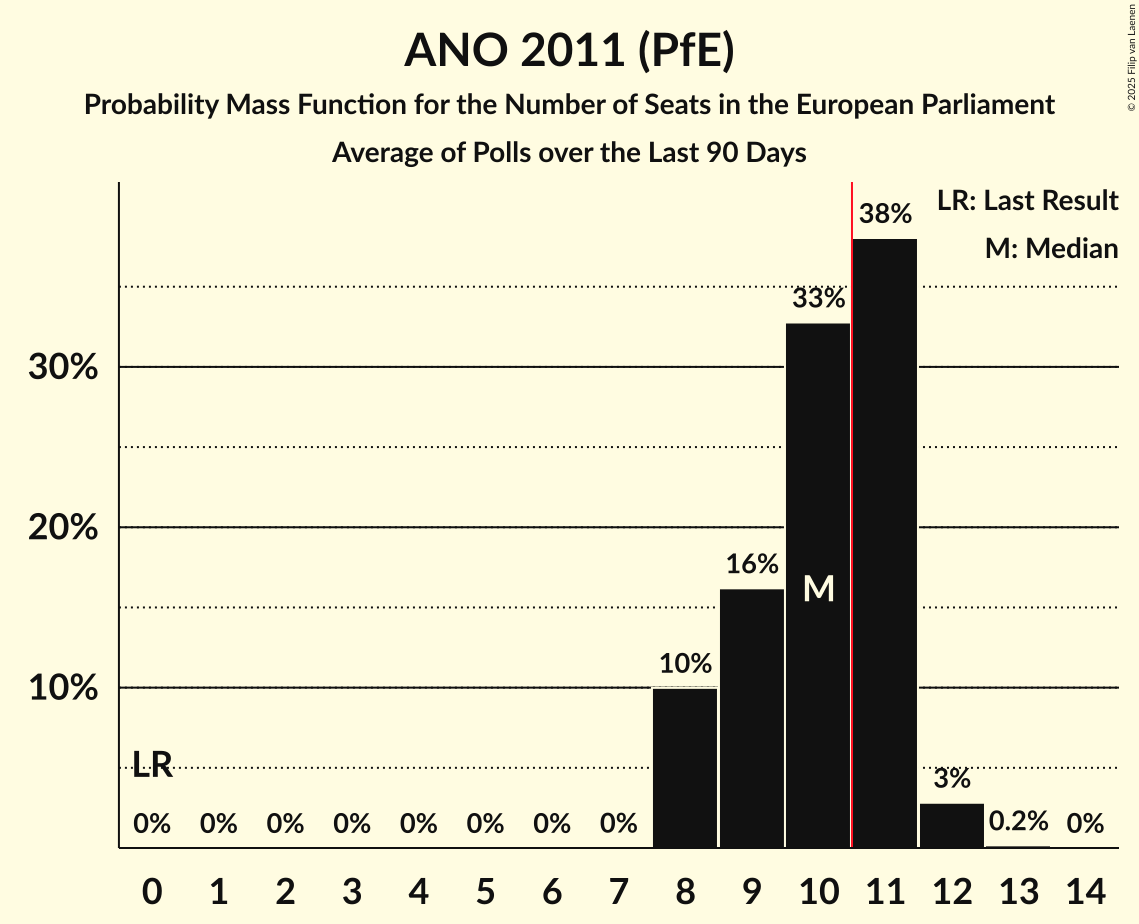 ANO 2011 (PfE)
Probability Mass Function for the Number of Seats in the European Parliament
Average of Polls over the Last 90 Days
© 2025 Filip van Laenen
LR: Last Result
M: Median
38%
33%
30%
20%
16%
M
10%
10%
LR
3%
0% 0% 0% 0% 0% 0% 0% 0% 0.2% 0%
0 1 2 3 4 5 6 7 8 9 10 11 12 13 14